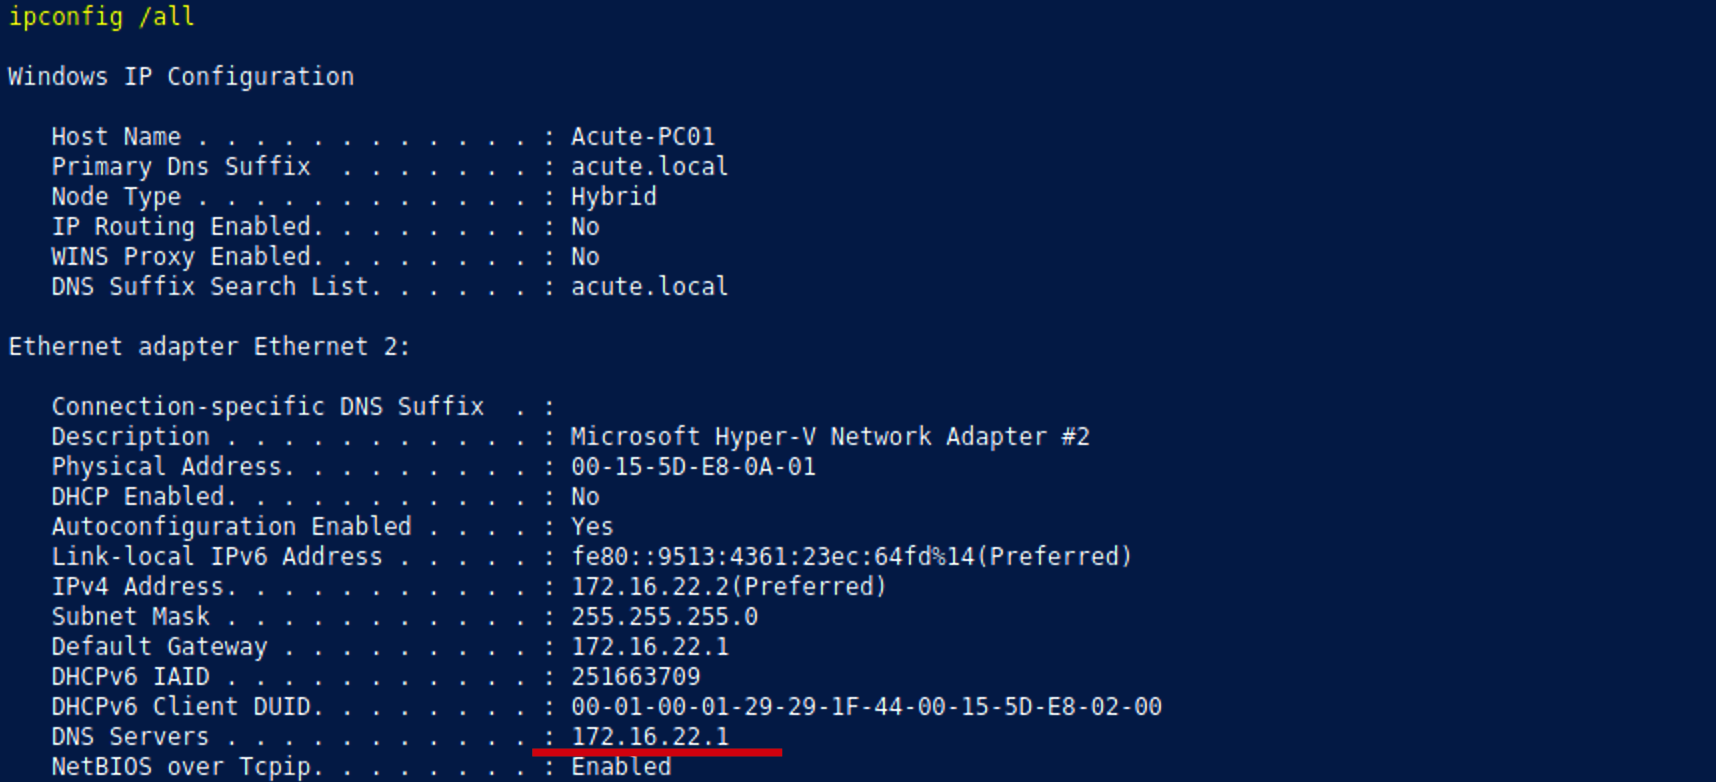 ipconfig /all
Windows IP Configuration
Host Name . . . . . . . . . . . . : Acute-PC01
Primary Dns Suffix  . . . . . . . : acute.local
Node Type . . . . . . . . . . . . : Hybrid
IP Routing Enabled. . . . . . . . : No
WINS Proxy Enabled. . . . . . . . : No
DNS Suffix Search List. . . . . . : acute.local
Ethernet adapter Ethernet 2:
Connection-specific DNS Suffix  . :
Description . . . . . . . . . . . : Microsoft Hyper-V Network Adapter #2
Physical Address. . . . . . . . . : 00-15-5D-E8-0A-01
DHCP Enabled. . . . . . . . . . . : No
Autoconfiguration Enabled . . . . : Yes
Link-local IPv6 Address . . . . . : fe80::9513:4361:23ec:64fd%14(Preferred)
IPv4 Address. . . . . . . . . . . : 172.16.22.2(Preferred)
Subnet Mask . . . . . . . . . . . : 255.255.255.0
Default Gateway . . . . . . . . . : 172.16.22.1
DHCPv6 IAID . . . . . . . . . . . : 251663709
DHCPv6 Client DUID. . . . . . . . : 00-01-00-01-29-29-1F-44-00-15-5D-E8-02-00
DNS Servers . . . . . . . . . . . : 172.16.22.1
NetBIOS over Tcpip. . . . . . . . : Enabled